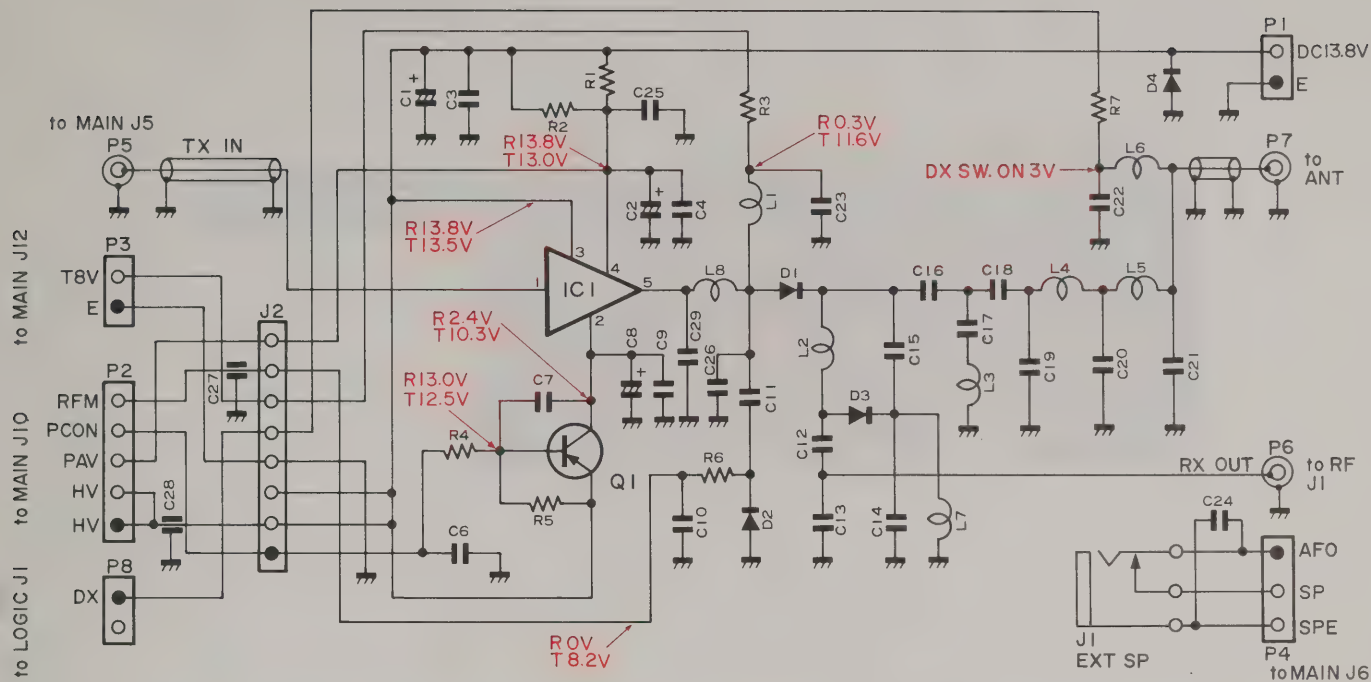 to MAIN J5
P5
TX IN
to MAIN J12
P3
T8V
E
to MAIN J10
P2
RFM
PCON
PAV
HV
HV
to LOGIC J1
P8
DX
C27
C28
J2
C1
+
C3
R2
R1
C25
R13.8V
T13.0V
R13.8V
T13.5V
C2
+
C4
R3
R0.3V
T11.6V
L1
C23
1
3
4
IC1
5
2
L8
D1
R2.4V
T10.3V
R13.0V
T12.5V
C7
R4
R5
Q1
C6
C8
+
C9
C29
C26
C11
R6
C10
D2
R0V
T8.2V
L2
C15
C12
D3
C13
C14
L7
C16
C18
C17
L3
L4
L5
C19
C20
C21
DX SW. ON 3V
R7
L6
C22
D4
P1
DC13.8V
E
P7
to
ANT
RX OUT
P6
to RF
J1
C24
AFO
SP
SPE
J1
EXT SP
P4
to MAIN J6